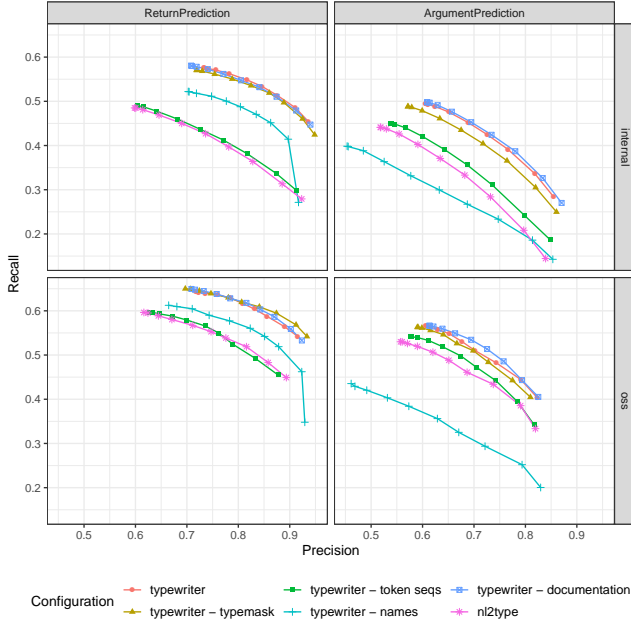 ReturnPrediction ArgumentPrediction
0.6
0.5
0.4
0.3
0.2
internal
Recall
0.6
0.5
0.4
0.3
0.2
oss
0.5 0.6 0.7 0.8 0.9 0.5 0.6 0.7 0.8 0.9
Precision
Configuration
typewriter typewriter − token seqs typewriter − documentation
typewriter − typemask typewriter − names nl2type